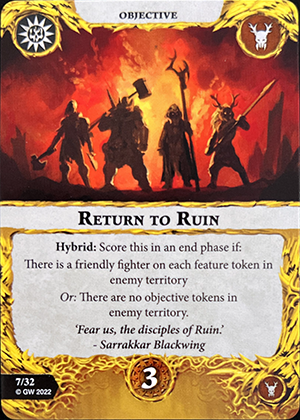 OBJECTIVE
RETURN TO RUIN
Hybrid: Score this in an end phase if:
There is a friendly fighter on each feature token in
enemy territory
Or: There are no objective tokens in
enemy territory.
'Fear us, the disciples of Ruin.'
- Sarrakkar Blackwing
7/32
© GW 2022
3